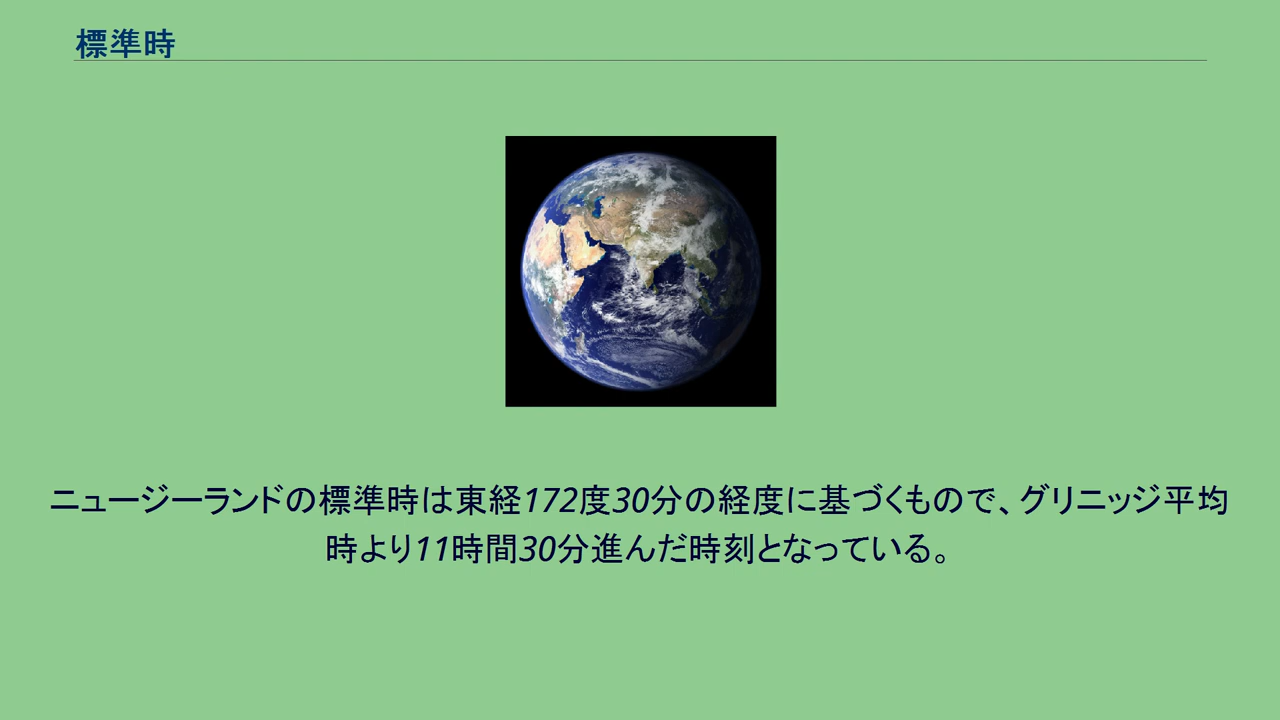 標準時
ニュージーランドの標準時は東経172度30分の経度に基づくもので、グリニッジ平均
時より11時間30分進んだ時刻となっている。